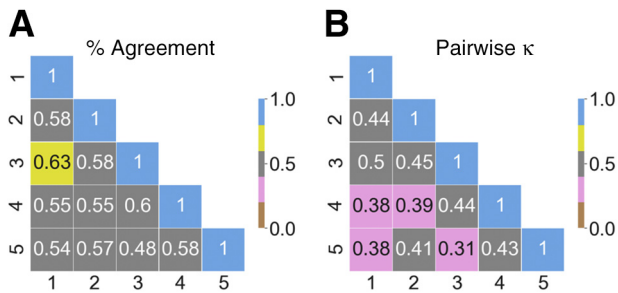 A
% Agreement
1 1
2 0.58 1
3 0.63 0.58 1
4 0.55 0.55 0.6 1
5 0.54 0.57 0.48 0.58 1
1 2 3 4 5
1.0
0.5
0.0
B
Pairwise κ
1 1
2 0.44 1
3 0.5 0.45 1
4 0.38 0.39 0.44 1
5 0.38 0.41 0.31 0.43 1
1 2 3 4 5
1.0
0.5
0.0